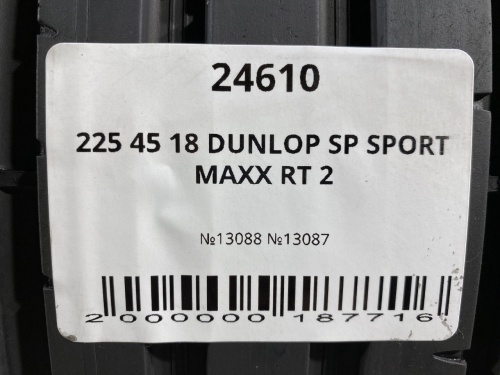 24610
225 45 18 DUNLOP SP SPORT
MAXX RT 2
№13088 №13087
2 000000 187716